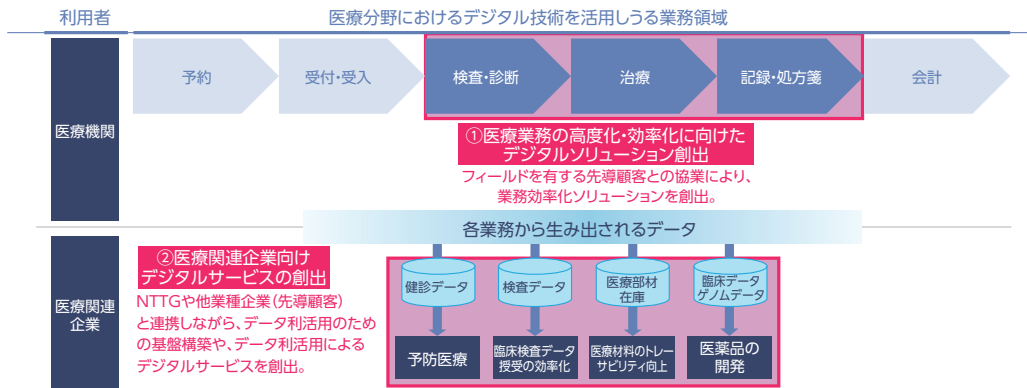 利用者
医療分野におけるデジタル技術を活用しうる業務領域
医療機関
予約
受付・受入
検査・診断
治療
記録・処方箋
会計
①医療業務の高度化・効率化に向けた
デジタルソリューション創出
フィールドを有する先導顧客との協業により、
業務効率化ソリューションを創出。
各業務から生み出されるデータ
医療関連
企業
②医療関連企業向け
デジタルサービスの創出
NTTGや他業種企業(先導顧客)
と連携しながら、データ利活用のため
の基盤構築や、データ利活用による
デジタルサービスを創出。
健診データ
検査データ
医療部材
在庫
臨床データ
ゲノムデータ
予防医療
臨床検査データ
授受の効率化
医療材料のトレー
サビリティ向上
医薬品の
開発